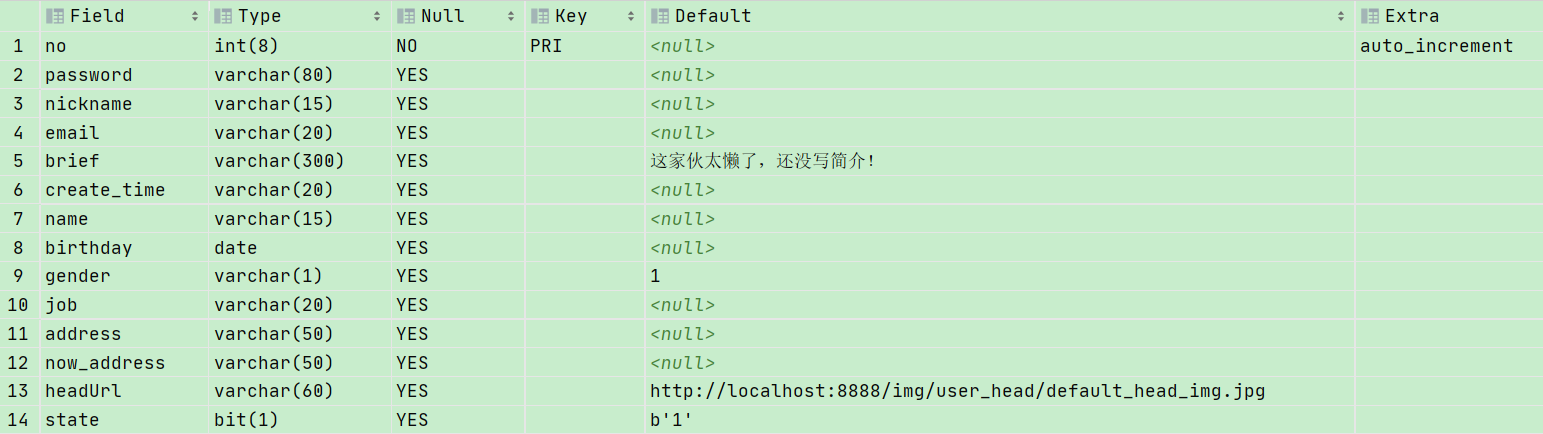 Field Type Null Key Default Extra
1 no int(8) NO PRI <null> auto_increment
2 password varchar(80) YES <null>
3 nickname varchar(15) YES <null>
4 email varchar(20) YES <null>
5 brief varchar(300) YES 这家伙太懒了，还没写简介！
6 create_time varchar(20) YES <null>
7 name varchar(15) YES <null>
8 birthday date YES <null>
9 gender varchar(1) YES 1
10 job varchar(20) YES <null>
11 address varchar(50) YES <null>
12 now_address varchar(50) YES <null>
13 headUrl varchar(60) YES http://localhost:8888/img/user_head/default_head_img.jpg
14 state bit(1) YES b'1'